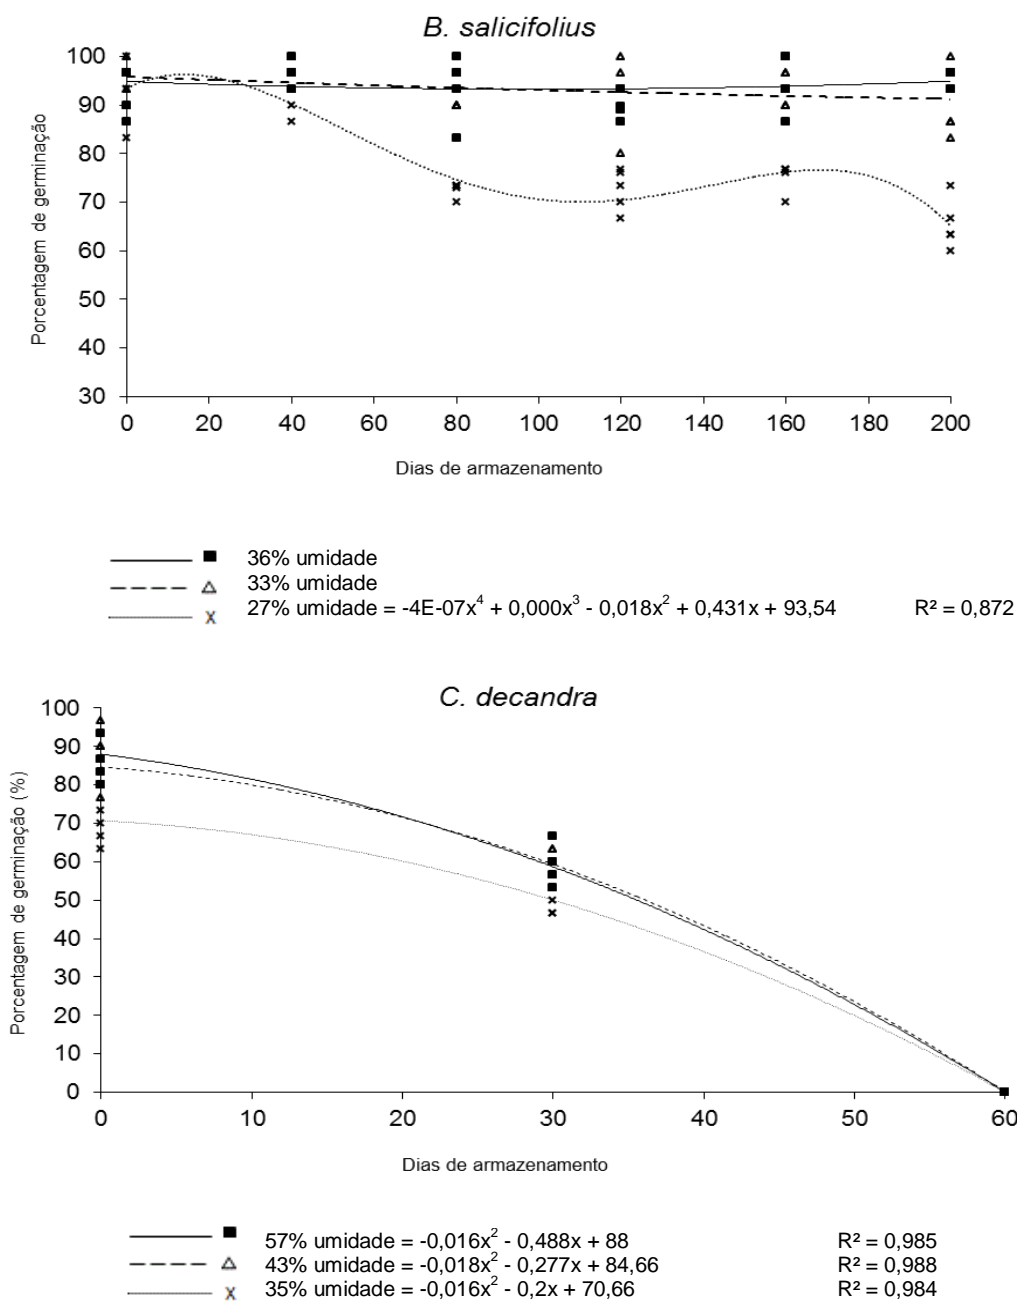 B. salicifolius
100
90
80
70
60
50
40
30
Porcentagem de germinação
0 20 40 60 80 100 120 140 160 180 200
Dias de armazenamento
36% umidade
33% umidade
27% umidade = -4E-07x⁴ + 0,000x³ - 0,018x² + 0,431x + 93,54 R² = 0,872
C. decandra
100
90
80
70
60
50
40
30
20
10
0
Porcentagem de germinação (%)
0 10 20 30 40 50 60
Dias de armazenamento
57% umidade = -0,016x² - 0,488x + 88 R² = 0,985
43% umidade = -0,018x² - 0,277x + 84,66 R² = 0,988
35% umidade = -0,016x² - 0,2x + 70,66 R² = 0,984